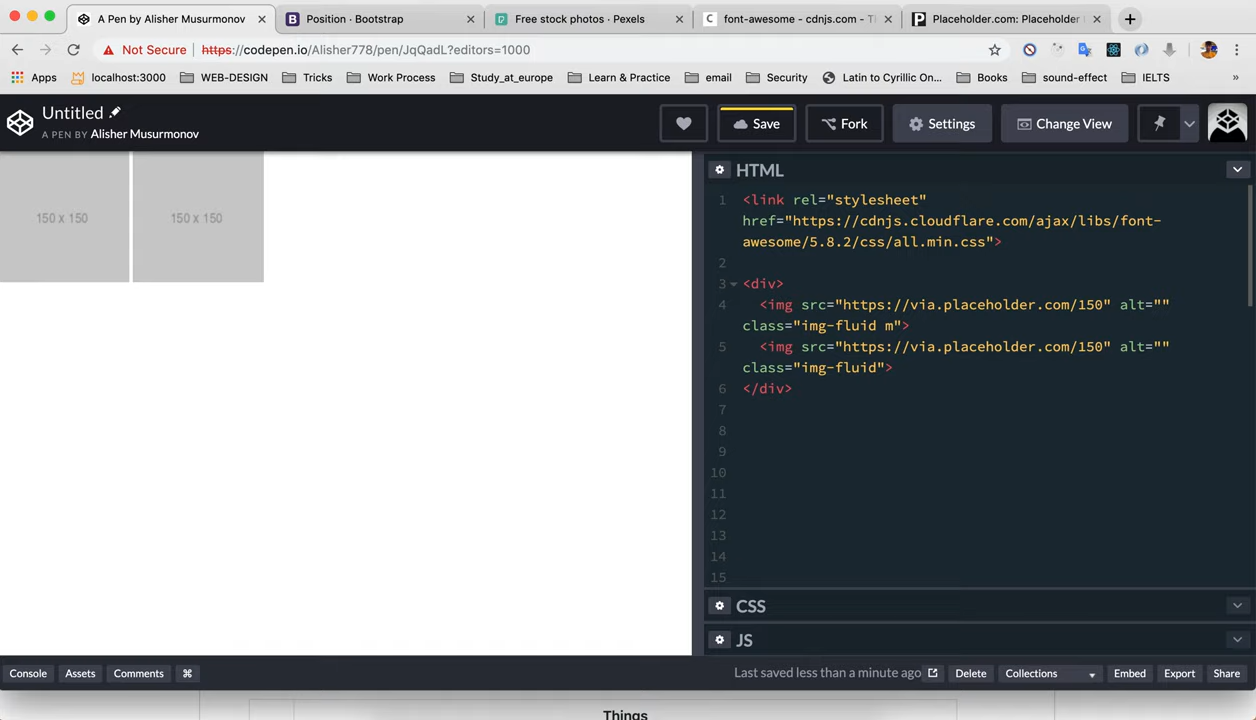 A Pen by Alisher Musurmonov
Position · Bootstrap
Free stock photos · Pexels
font-awesome - cdnjs.com - T
Placeholder.com: Placeholder
Not Secure
https://codepen.io/Alisher778/pen/JqQadL?editors=1000
Apps
localhost:3000
WEB-DESIGN
Tricks
Work Process
Study_at_europe
Learn & Practice
email
Security
Latin to Cyrillic On...
Books
sound-effect
IELTS
»
Untitled
A PEN BY Alisher Musurmonov
Save
Fork
Settings
Change View
150 x 150
150 x 150
HTML
1 <link rel="stylesheet"
href="https://cdnjs.cloudflare.com/ajax/libs/font-
awesome/5.8.2/css/all.min.css">
2
3 <div>
4 <img src="https://via.placeholder.com/150" alt=""
class="img-fluid m">
5 <img src="https://via.placeholder.com/150" alt=""
class="img-fluid">
6 </div>
7
8
9
10
11
12
13
14
15
CSS
JS
Console
Assets
Comments
⌘
Last saved less than a minute ago
Delete
Collections
Embed
Export
Share
Things